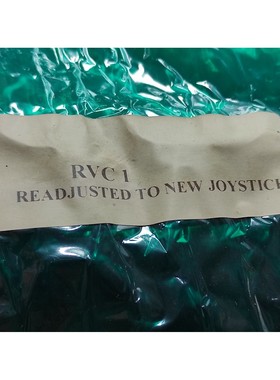 RVC 1
READJUSTED TO NEW JOYSTICK